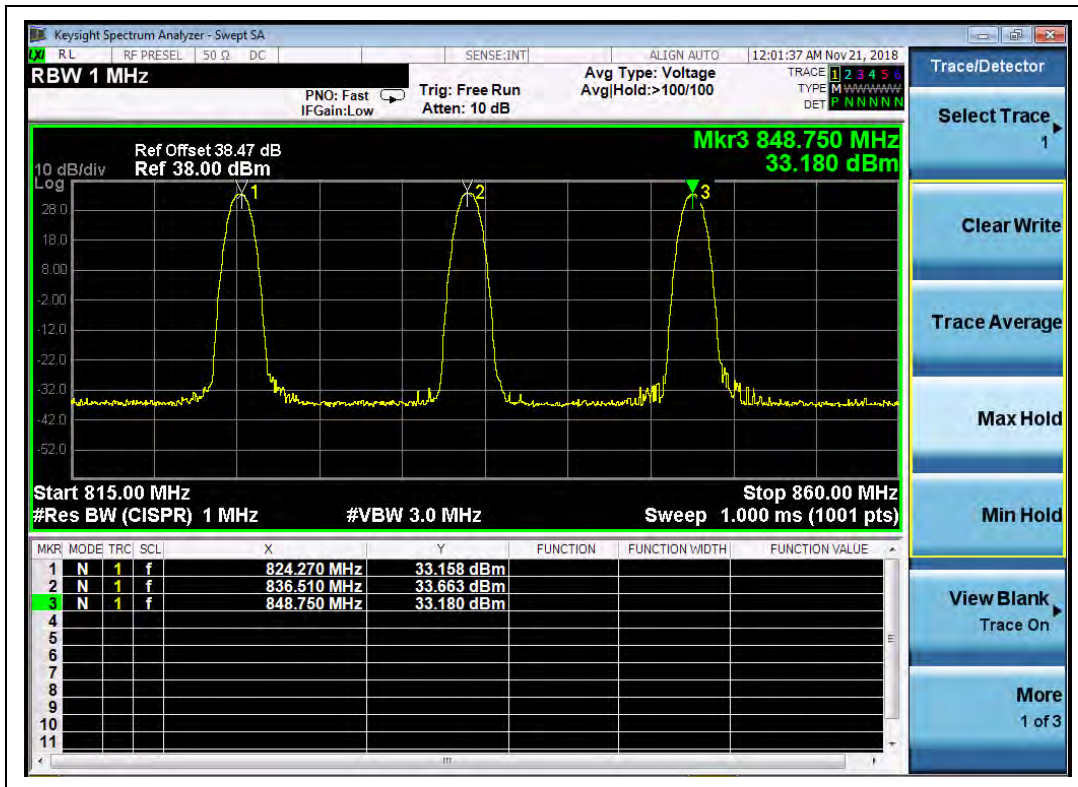 Keysight Spectrum Analyzer - Swept SA
LXI RL RF PRESEL 50 Ω DC SENSE:INT ALIGN AUTO 12:01:37 AM Nov 21, 2018
RBW 1 MHz
PNO: Fast
IFGain:Low
Trig: Free Run
Atten: 10 dB
Avg Type: Voltage
Avg|Hold:>100/100
TRACE 1 2 3 4 5 6
TYPE M WWWWW
DET P N N N N N
Mkr3 848.750 MHz
33.180 dBm
Ref Offset 38.47 dB
10 dB/div Ref 38.00 dBm
Log
1
2
3
28.0
18.0
8.00
-2.00
-12.0
-22.0
-32.0
-42.0
-52.0
Start 815.00 MHz Stop 860.00 MHz
#Res BW (CISPR) 1 MHz #VBW 3.0 MHz Sweep 1.000 ms (1001 pts)
MKR MODE TRC SCL X Y FUNCTION FUNCTION WIDTH FUNCTION VALUE
1 N 1 f 824.270 MHz 33.158 dBm
2 N 1 f 836.510 MHz 33.663 dBm
3 N 1 f 848.750 MHz 33.180 dBm
4
5
6
7
8
9
10
11
Trace/Detector
Select Trace
1
Clear Write
Trace Average
Max Hold
Min Hold
View Blank
Trace On
More
1 of 3